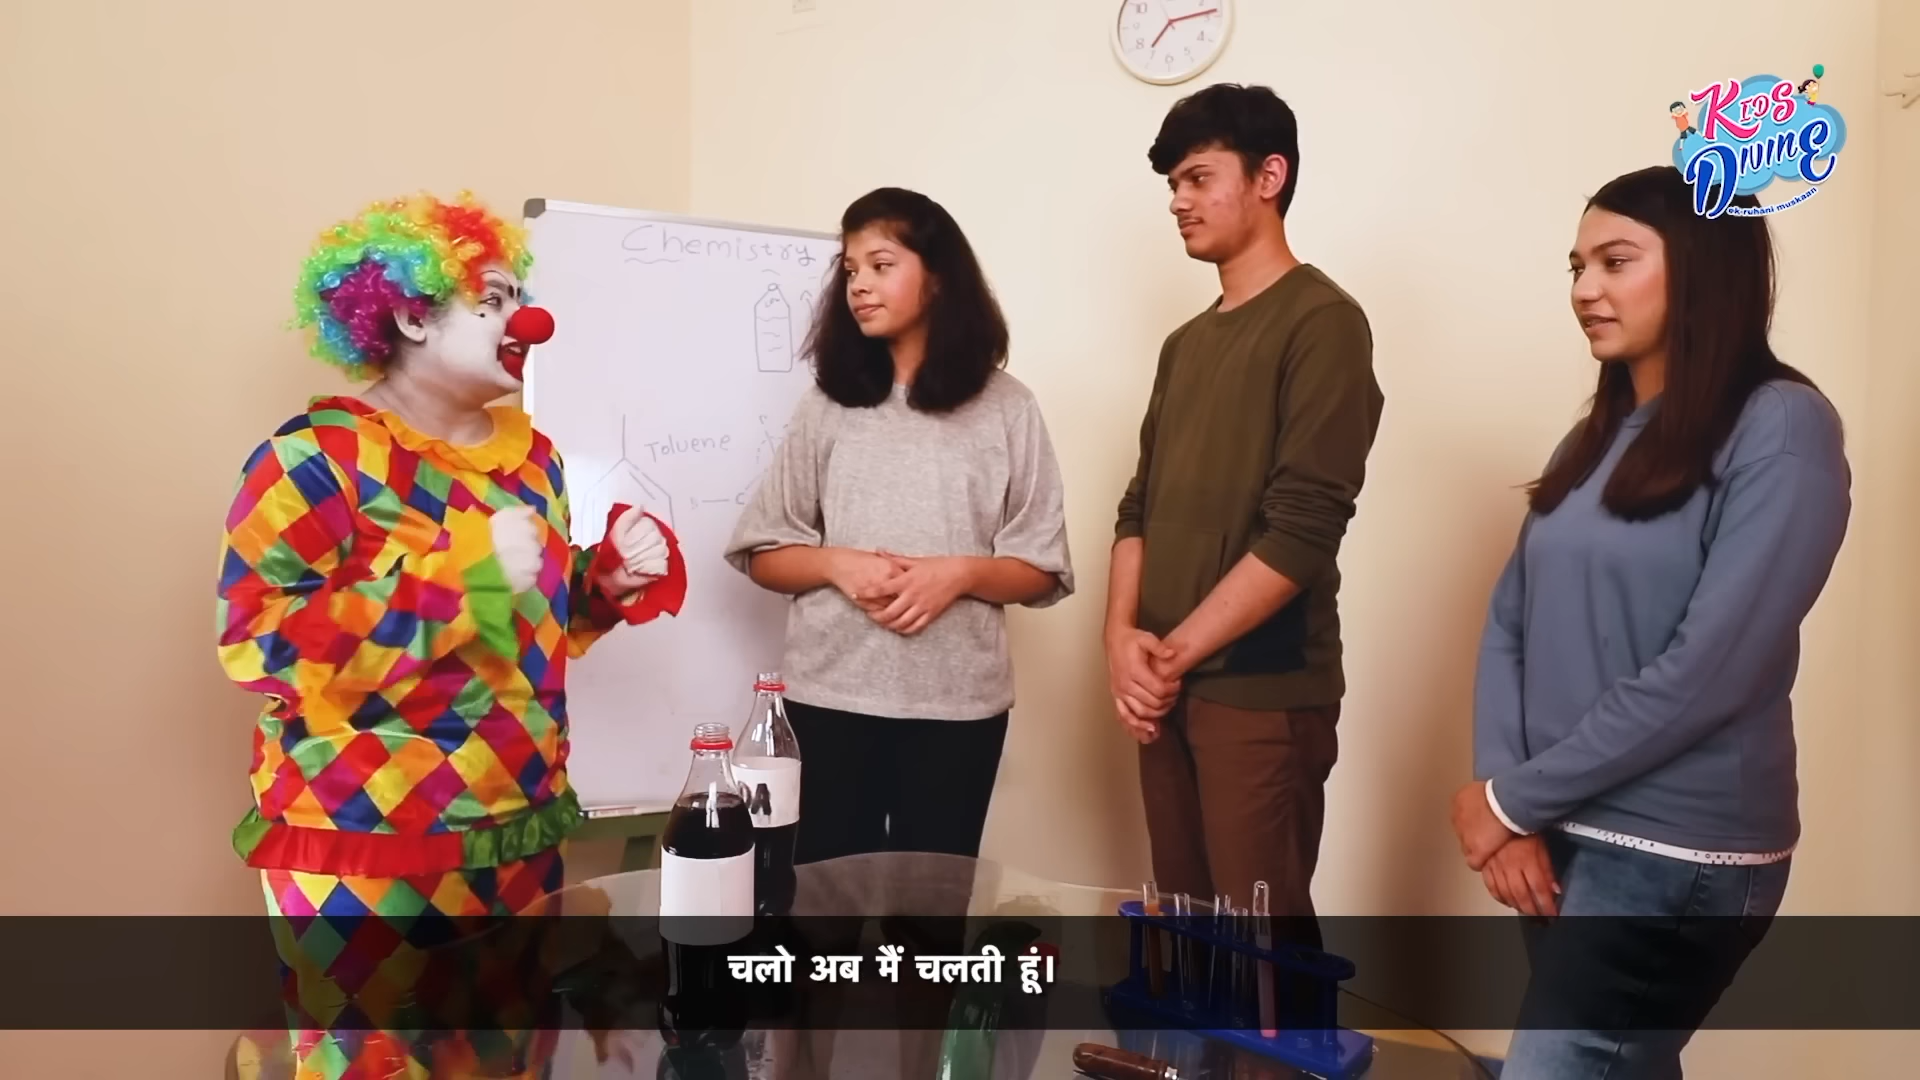 KIDS
DIVINE
ek ruhani muskaan
Chemistry
Toluene
A
चलो अब मैं चलती हूं।